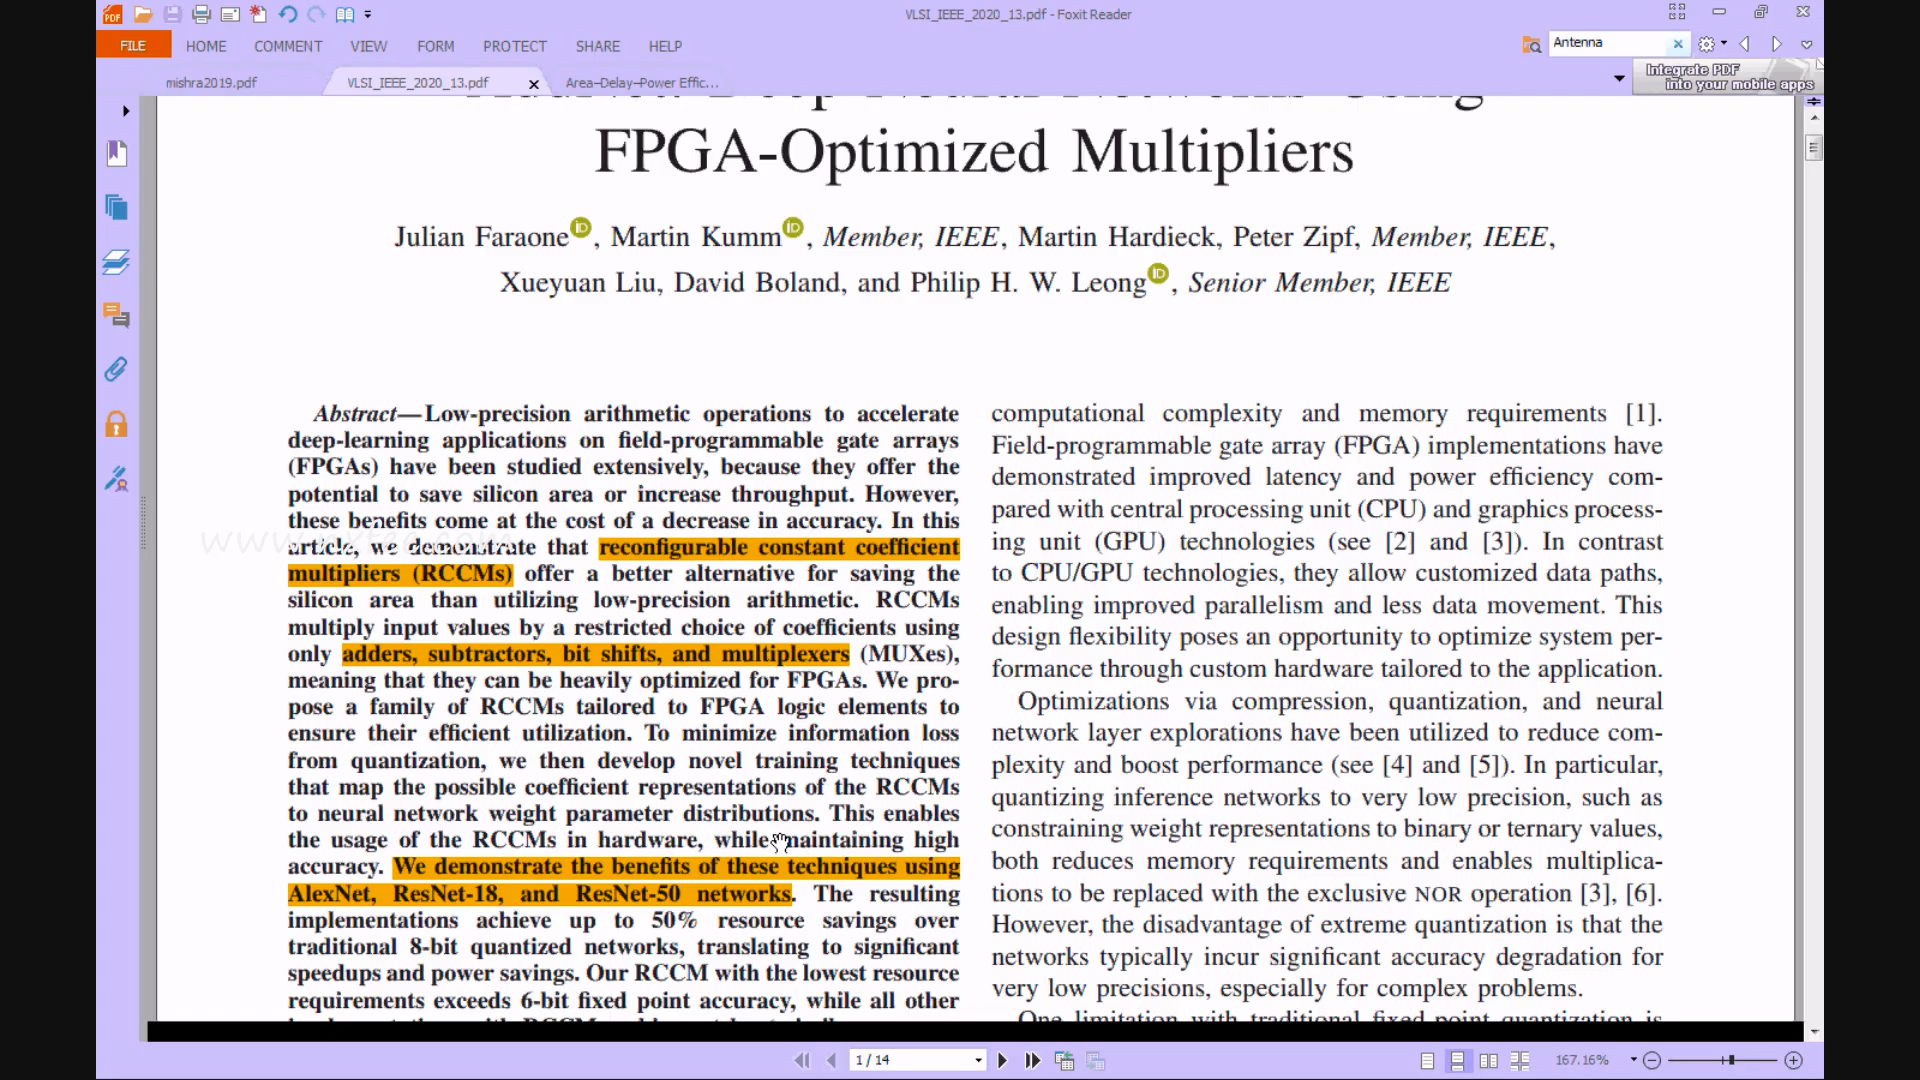 VLSI_IEEE_2020_13.pdf - Foxit Reader
FILE HOME COMMENT VIEW FORM PROTECT SHARE HELP
Antenna
mishra2019.pdf VLSI_IEEE_2020_13.pdf Area–Delay–Power Effic...
Integrate PDF
into your mobile apps
Deep Neural Networks Using
FPGA-Optimized Multipliers
Julian Faraone, Martin Kumm, Member, IEEE, Martin Hardieck, Peter Zipf, Member, IEEE,
Xueyuan Liu, David Boland, and Philip H. W. Leong, Senior Member, IEEE
Abstract—Low-precision arithmetic operations to accelerate
deep-learning applications on field-programmable gate arrays
(FPGAs) have been studied extensively, because they offer the
potential to save silicon area or increase throughput. However,
these benefits come at the cost of a decrease in accuracy. In this
article, we demonstrate that reconfigurable constant coefficient
multipliers (RCCMs) offer a better alternative for saving the
silicon area than utilizing low-precision arithmetic. RCCMs
multiply input values by a restricted choice of coefficients using
only adders, subtractors, bit shifts, and multiplexers (MUXes),
meaning that they can be heavily optimized for FPGAs. We pro-
pose a family of RCCMs tailored to FPGA logic elements to
ensure their efficient utilization. To minimize information loss
from quantization, we then develop novel training techniques
that map the possible coefficient representations of the RCCMs
to neural network weight parameter distributions. This enables
the usage of the RCCMs in hardware, while maintaining high
accuracy. We demonstrate the benefits of these techniques using
AlexNet, ResNet-18, and ResNet-50 networks. The resulting
implementations achieve up to 50% resource savings over
traditional 8-bit quantized networks, translating to significant
speedups and power savings. Our RCCM with the lowest resource
requirements exceeds 6-bit fixed point accuracy, while all other
computational complexity and memory requirements [1].
Field-programmable gate array (FPGA) implementations have
demonstrated improved latency and power efficiency com-
pared with central processing unit (CPU) and graphics process-
ing unit (GPU) technologies (see [2] and [3]). In contrast
to CPU/GPU technologies, they allow customized data paths,
enabling improved parallelism and less data movement. This
design flexibility poses an opportunity to optimize system per-
formance through custom hardware tailored to the application.
Optimizations via compression, quantization, and neural
network layer explorations have been utilized to reduce com-
plexity and boost performance (see [4] and [5]). In particular,
quantizing inference networks to very low precision, such as
constraining weight representations to binary or ternary values,
both reduces memory requirements and enables multiplica-
tions to be replaced with the exclusive NOR operation [3], [6].
However, the disadvantage of extreme quantization is that the
networks typically incur significant accuracy degradation for
very low precisions, especially for complex problems.
One limitation with traditional fixed-point quantization is
1 / 14
167.16%